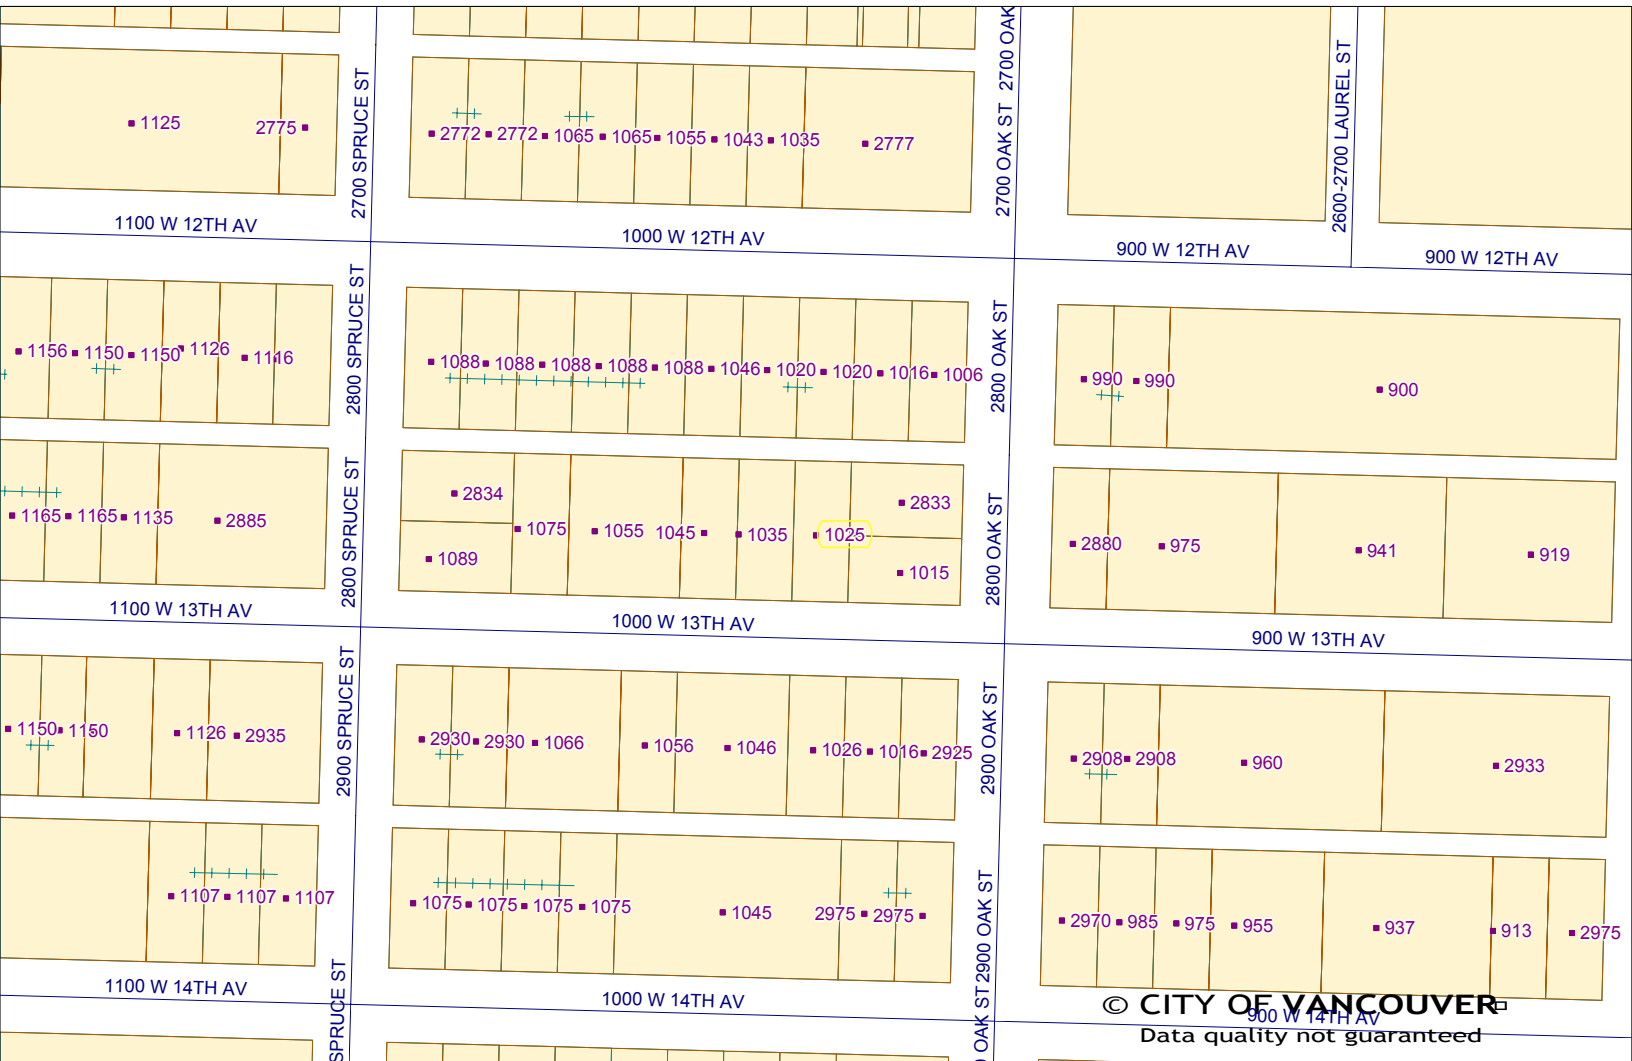 2700 OAK
1125
2775
2700 SPRUCE ST
2772 2772 1065 1065 1055 1043 1035
2777
2700 OAK ST
2600-2700 LAUREL ST
1100 W 12TH AV
1000 W 12TH AV
900 W 12TH AV
900 W 12TH AV
1156 1150 1150 1126 1146
2800 SPRUCE ST
1088 1088 1088 1088 1088 1046 1020 1020 1016 1006
2800 OAK ST
990 990
900
1165 1165 1135
2885
2800 SPRUCE ST
2834
1089
1075
1055
1045
1035
1025
2833
1015
2800 OAK ST
2880
975
941
919
1100 W 13TH AV
1000 W 13TH AV
900 W 13TH AV
1150 1150
1126
2935
2900 SPRUCE ST
2930 2930 1066
1056
1046
1026 1016 2925
2900 OAK ST
2908 2908
960
2933
1107 1107 1107
1075 1075 1075 1075
1045
2975 2975
2900 OAK ST
2970 985 975 955
937
913
2975
1100 W 14TH AV
SPRUCE ST
1000 W 14TH AV
OAK ST
© CITY OF VANCOUVER
900 W 14TH AV
Data quality not guaranteed